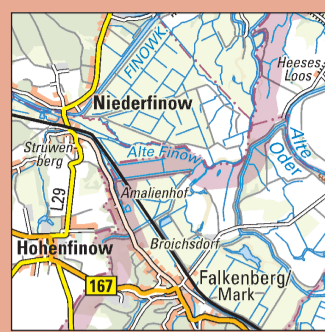 FINOWK.
Heeses
Loos
Niederfinow
Struwen-
berg
Alte Finow
Alte
Oder
Amalienhof
L29
Hohenfinow
Broichsdorf
167
Falkenberg/
Mark